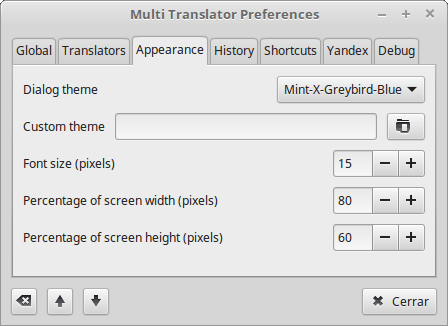 Multi Translator Preferences
Global Translators Appearance History Shortcuts Yandex Debug
Dialog theme Mint-X-Greybird-Blue
Custom theme
Font size (pixels) 15
Percentage of screen width (pixels) 80
Percentage of screen height (pixels) 60
Cerrar